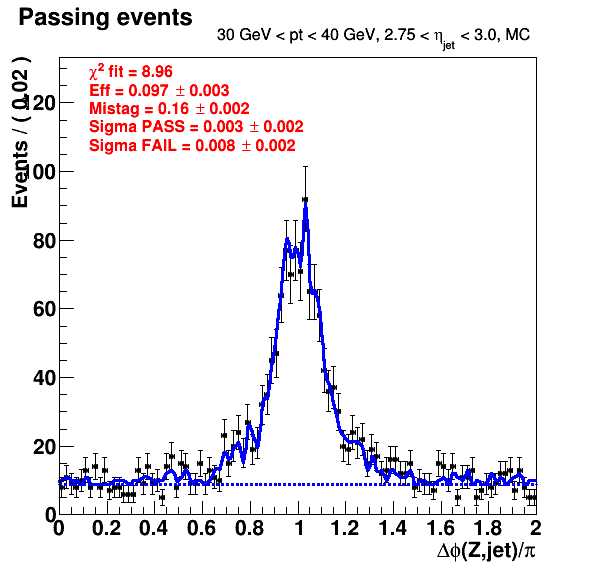 Passing events
30 GeV < pt < 40 GeV, 2.75 < η_jet < 3.0, MC
χ² fit = 8.96
Eff = 0.097 ± 0.003
Mistag = 0.16 ± 0.002
Sigma PASS = 0.003 ± 0.002
Sigma FAIL = 0.008 ± 0.002
Events / ( 0.02 )
120
100
80
60
40
20
0
0 0.2 0.4 0.6 0.8 1 1.2 1.4 1.6 1.8 2
Δϕ(Z,jet)/π